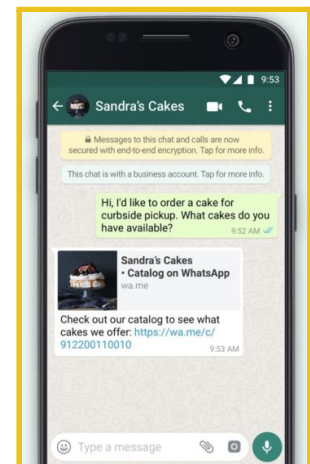 9:53
Sandra's Cakes
Messages to this chat and calls are now
secured with end-to-end encryption. Tap for more info.
This chat is with a business account. Tap for more info.
Hi, I'd like to order a cake for
curbside pickup. What cakes do you
have available?
9:52 AM
Sandra's Cakes
• Catalog on WhatsApp
wa.me
Check out our catalog to see what
cakes we offer: https://wa.me/c/
912200110010
9:53 AM
Type a message